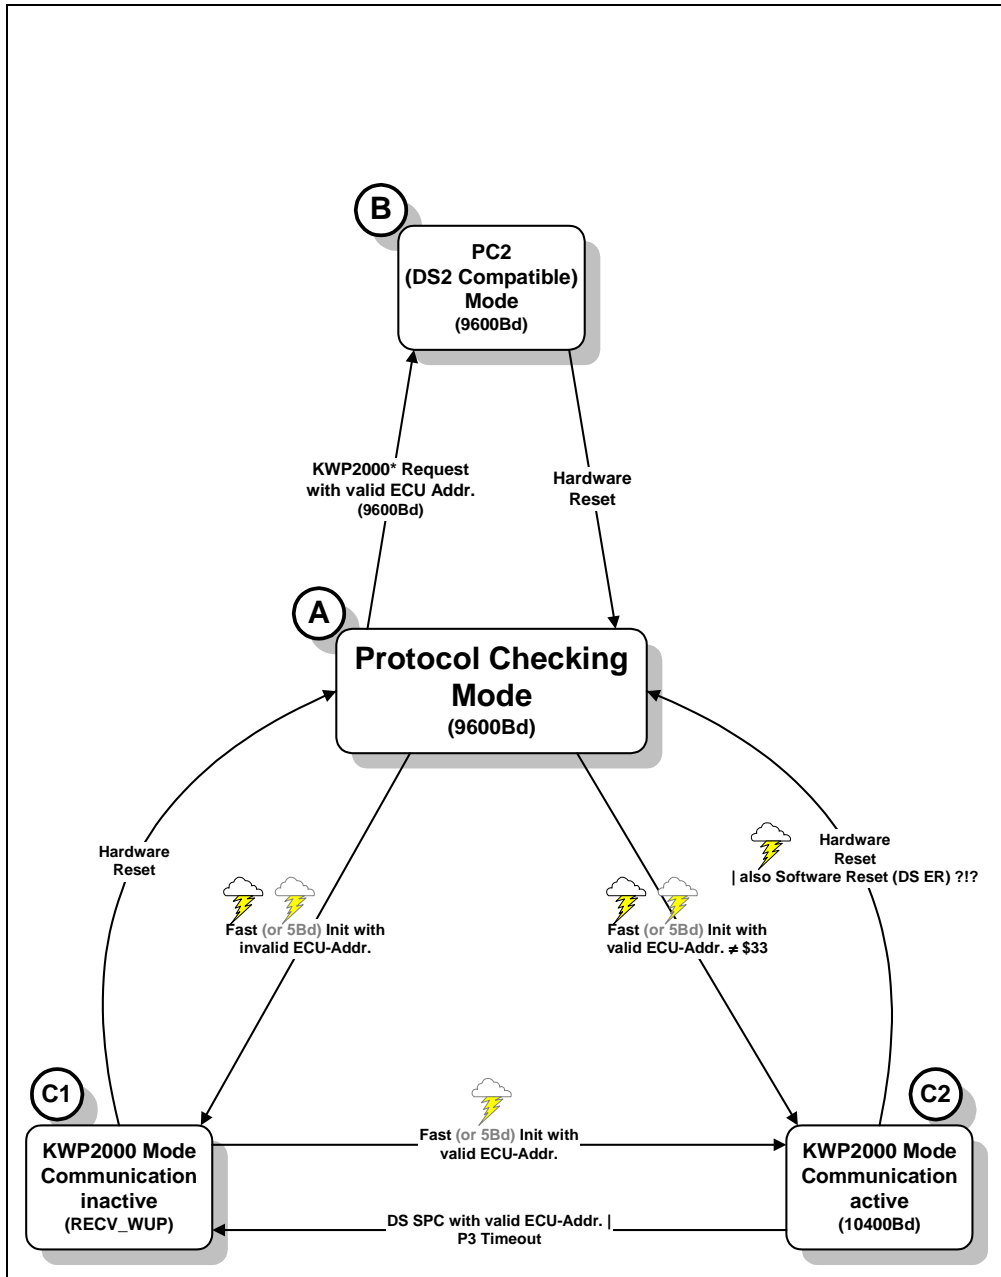 B
PC2
(DS2 Compatible)
Mode
(9600Bd)
KWP2000* Request
with valid ECU Addr.
(9600Bd)
Hardware
Reset
A
Protocol Checking
Mode
(9600Bd)
Hardware
Reset
Hardware
Reset
| also Software Reset (DS ER) ?!?
Fast (or 5Bd) Init with
invalid ECU-Addr.
Fast (or 5Bd) Init with
valid ECU-Addr. ≠ $33
C1
KWP2000 Mode
Communication
inactive
(RECV_WUP)
Fast (or 5Bd) Init with
valid ECU-Addr.
DS SPC with valid ECU-Addr. |
P3 Timeout
C2
KWP2000 Mode
Communication
active
(10400Bd)